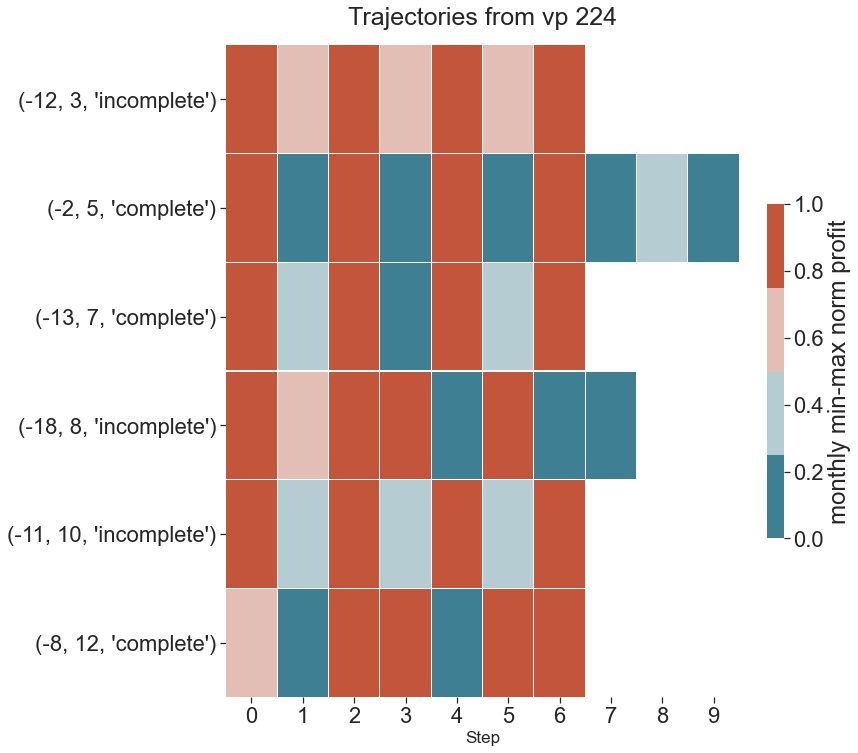 Trajectories from vp 224
(-12, 3, 'incomplete')
(-2, 5, 'complete')
(-13, 7, 'complete')
(-18, 8, 'incomplete')
(-11, 10, 'incomplete')
(-8, 12, 'complete')
0 1 2 3 4 5 6 7 8 9
Step
1.0
0.8
0.6
0.4
0.2
0.0
monthly min-max norm profit